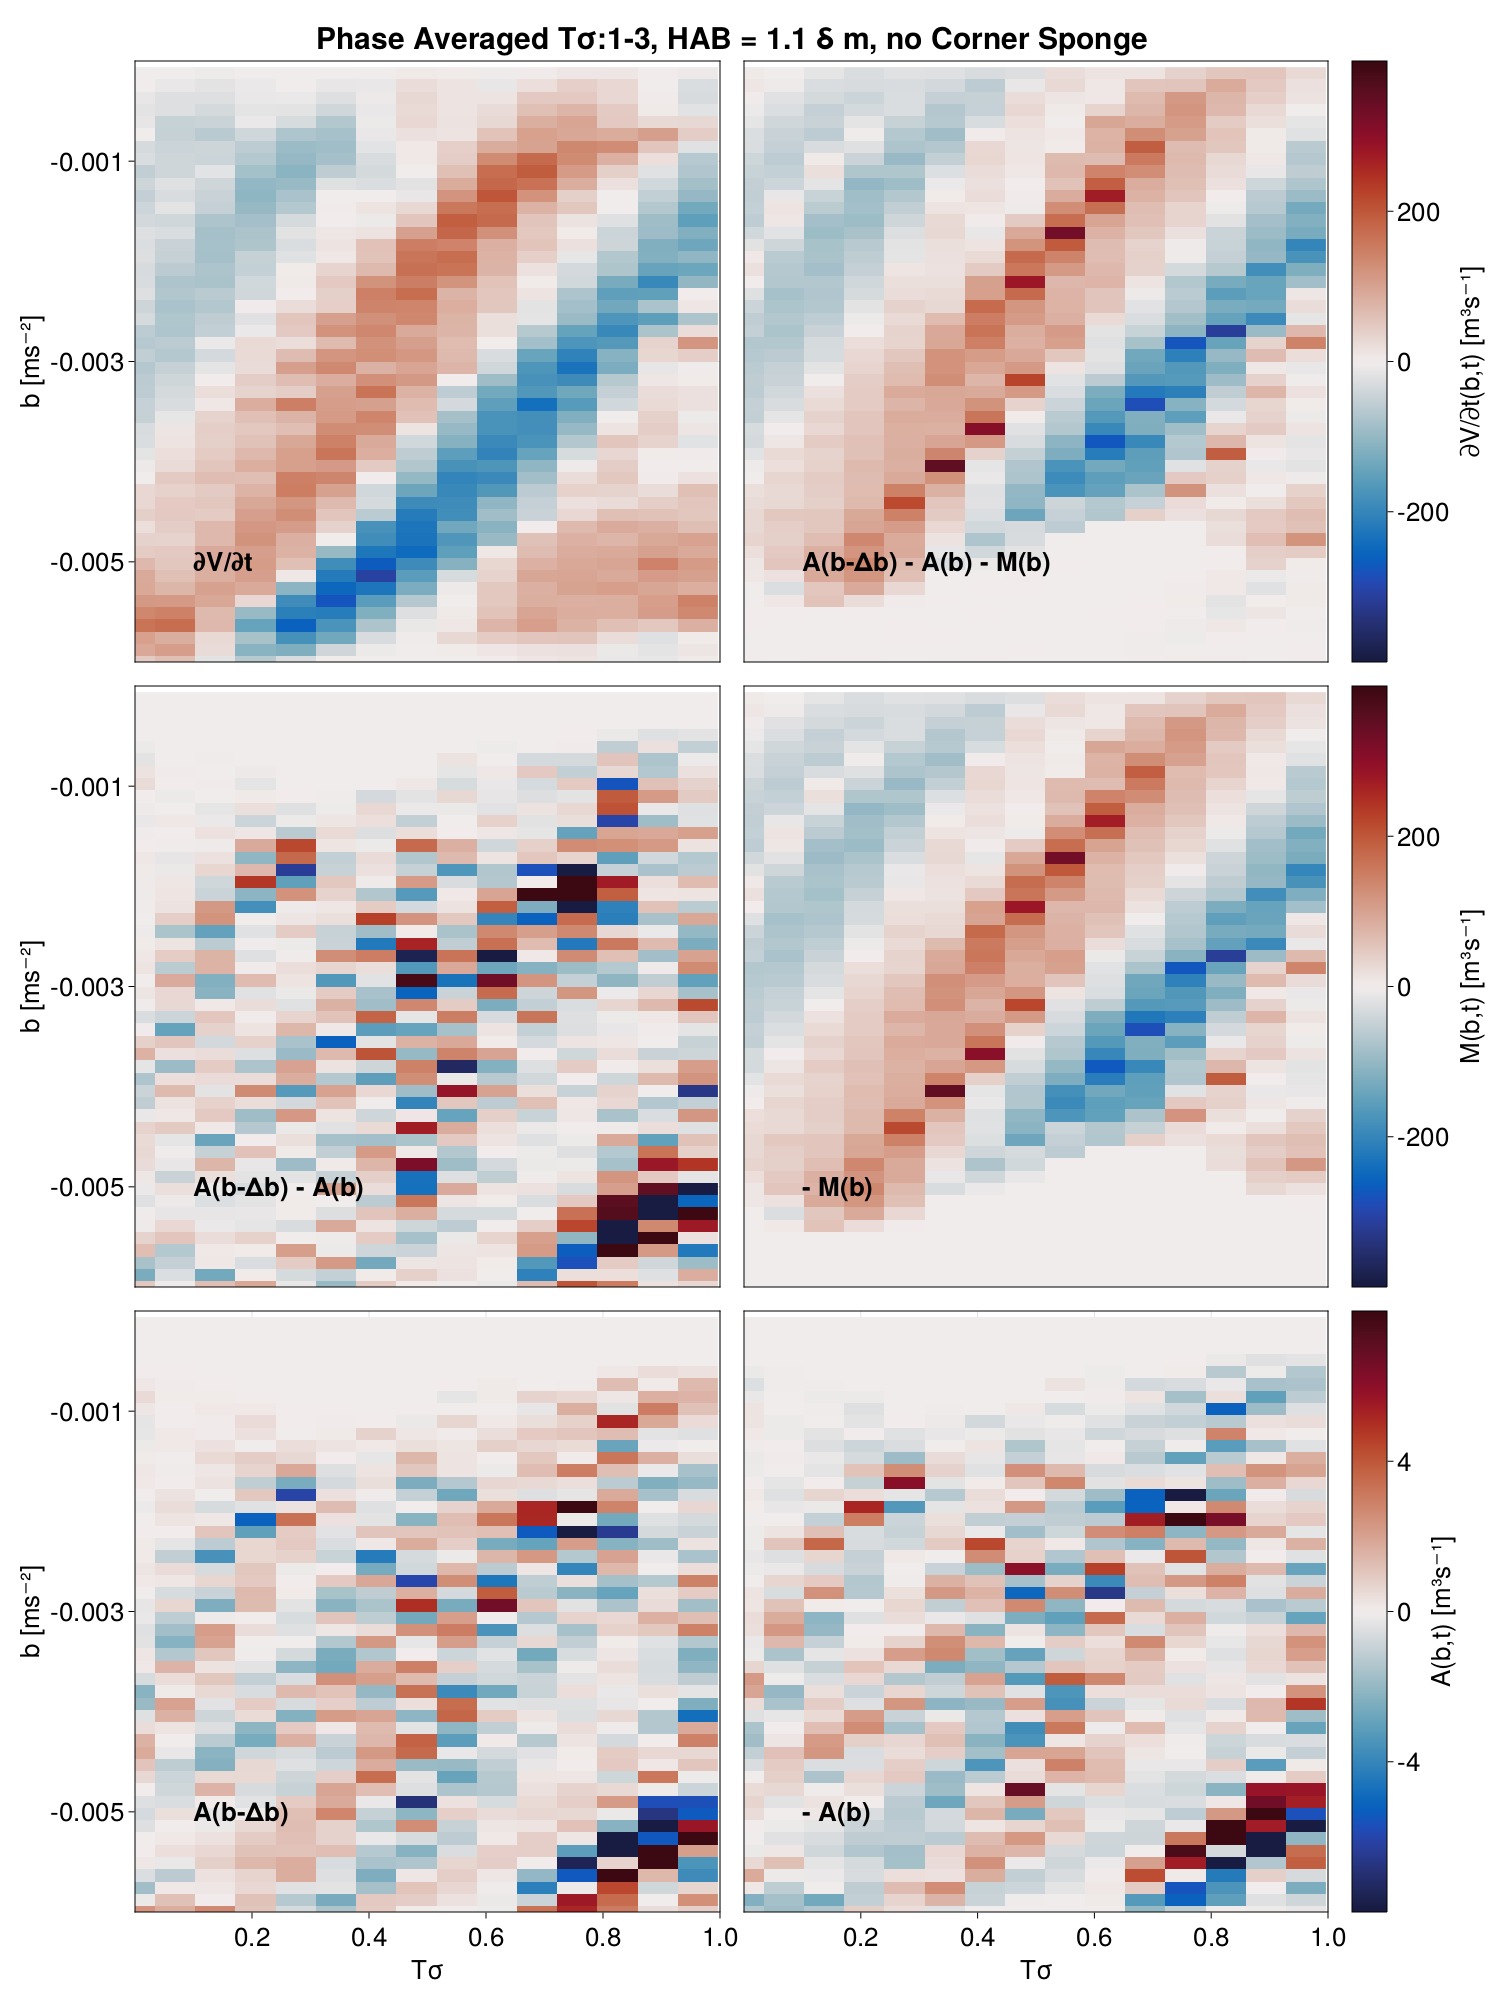 Phase Averaged Tσ:1-3, HAB = 1.1 δ m, no Corner Sponge
b [ms⁻²]
-0.001
-0.003
-0.005
∂V/∂t
A(b-Δb) - A(b) - M(b)
200
0
-200
∂V/∂t(b,t) [m³s⁻¹]
b [ms⁻²]
-0.001
-0.003
-0.005
A(b-Δb) - A(b)
- M(b)
200
0
-200
M(b,t) [m³s⁻¹]
b [ms⁻²]
-0.001
-0.003
-0.005
A(b-Δb)
- A(b)
4
0
-4
A(b,t) [m³s⁻¹]
0.2 0.4 0.6 0.8 1.0
0.2 0.4 0.6 0.8 1.0
Tσ
Tσ